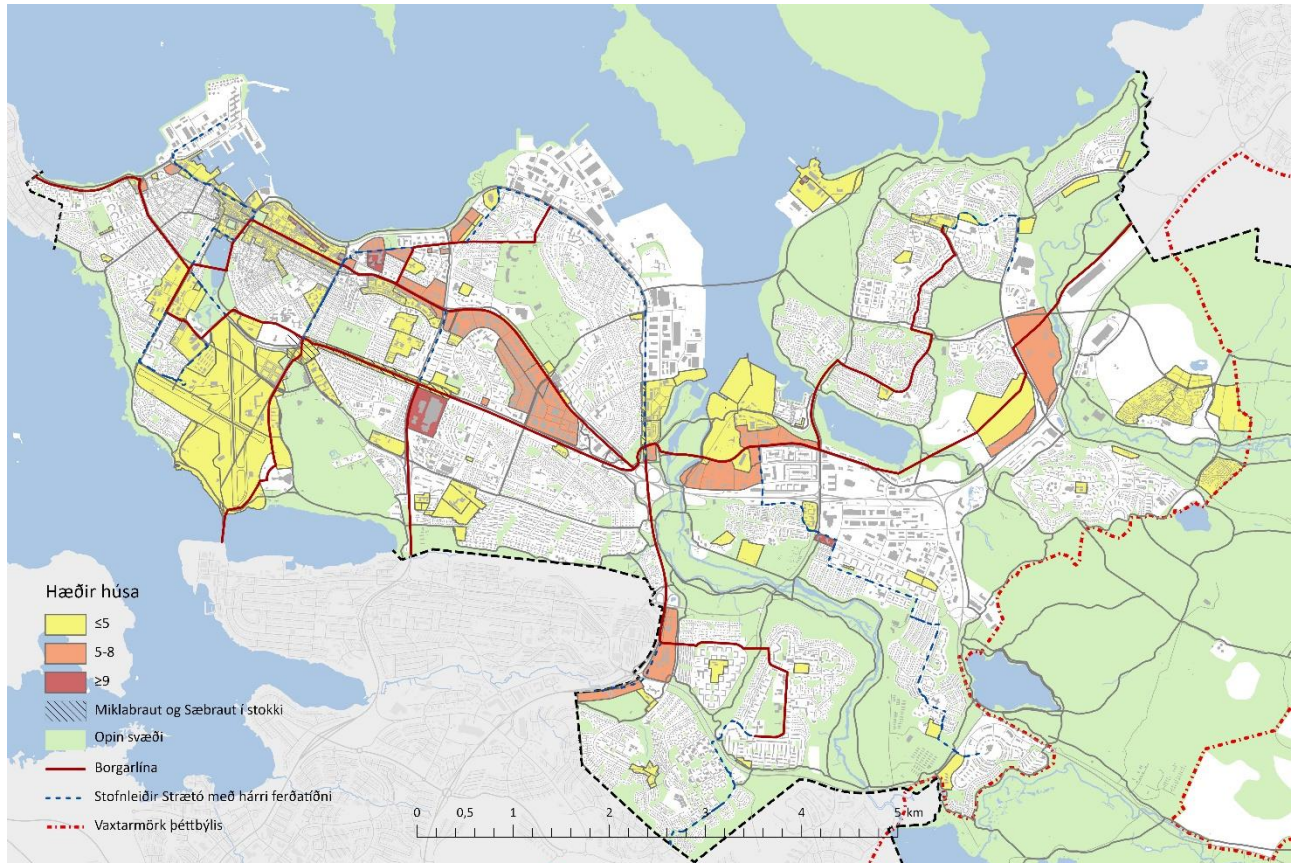 Hæðir húsa
≤5
5-8
≥9
Miklabraut og Sæbraut í stokki
Opin svæði
Borgarlína
Stofnleiðir Strætó með hárri ferðatíðni
Vaxtarmörk þéttbýlis
0 0,5 1 2 3 4 5 km